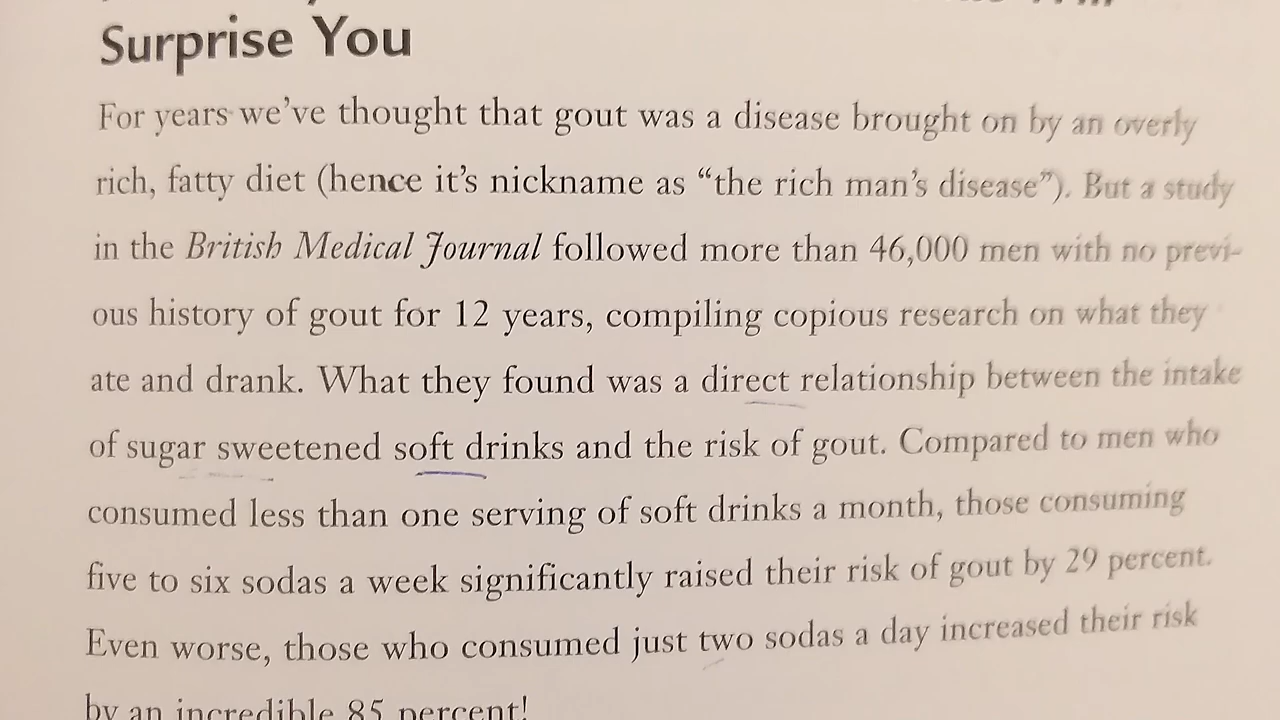 Surprise You
For years we've thought that gout was a disease brought on by an overly
rich, fatty diet (hence it's nickname as “the rich man's disease”). But a study
in the British Medical Journal followed more than 46,000 men with no previ-
ous history of gout for 12 years, compiling copious research on what they
ate and drank. What they found was a direct relationship between the intake
of sugar sweetened soft drinks and the risk of gout. Compared to men who
consumed less than one serving of soft drinks a month, those consuming
five to six sodas a week significantly raised their risk of gout by 29 percent.
Even worse, those who consumed just two sodas a day increased their risk
by an incredible 85 percent!